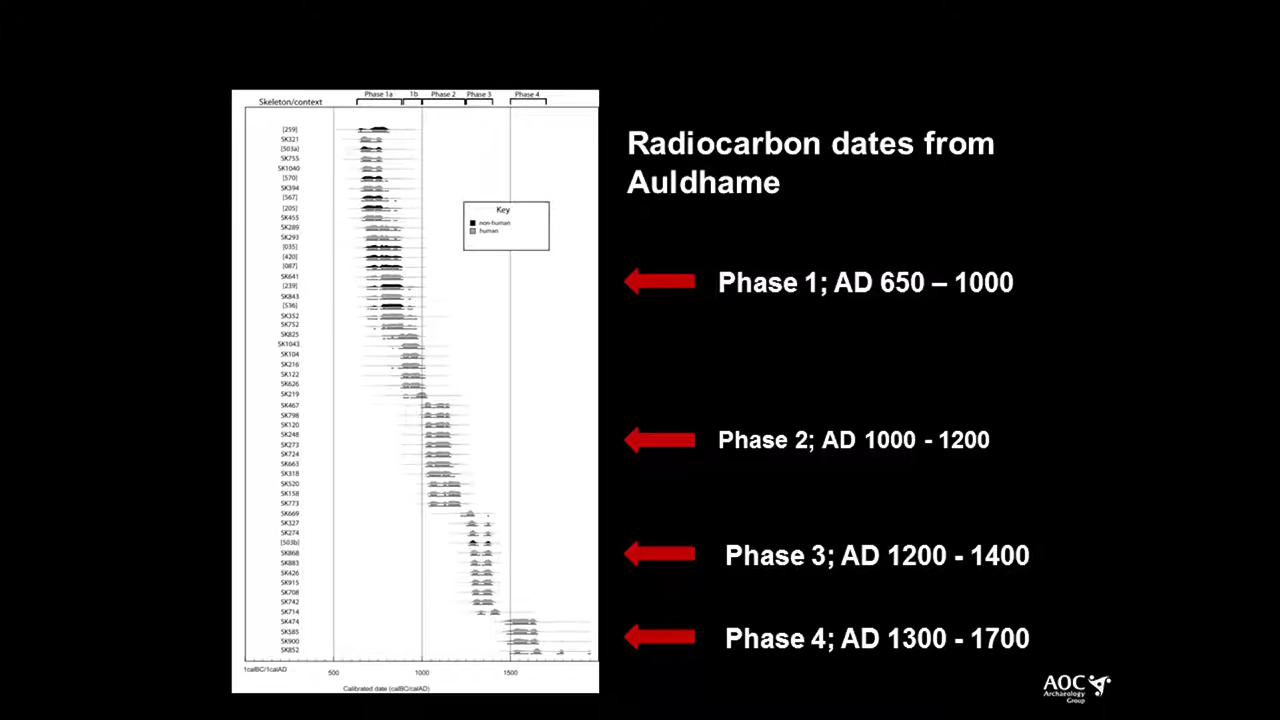 Phase 1a 1b Phase 2 Phase 3 Phase 4
Skeleton/context
[259]
SK321
[503a]
SK755
SK1040
[570]
SK394
[567]
[205]
SK455
SK289
SK293
[035]
[420]
[087]
SK641
[239]
SK843
[536]
SK352
SK752
SK825
SK1043
SK104
SK216
SK122
SK626
SK219
SK467
SK798
SK120
SK248
SK273
SK724
SK663
SK318
SK520
SK158
SK773
SK669
SK327
SK274
[503b]
SK868
SK883
SK426
SK915
SK708
SK742
SK714
SK474
SK585
SK900
SK852
1calBC/1calAD 500 1000 1500
Calibrated date (calBC/calAD)
Key
non-human
human
Radiocarbon dates from
Auldhame
Phase 1; AD 650 – 1000
Phase 2; AD 1000 - 1200
Phase 3; AD 1200 - 1400
Phase 4; AD 1300 - 1700
AOC
Archaeology
Group